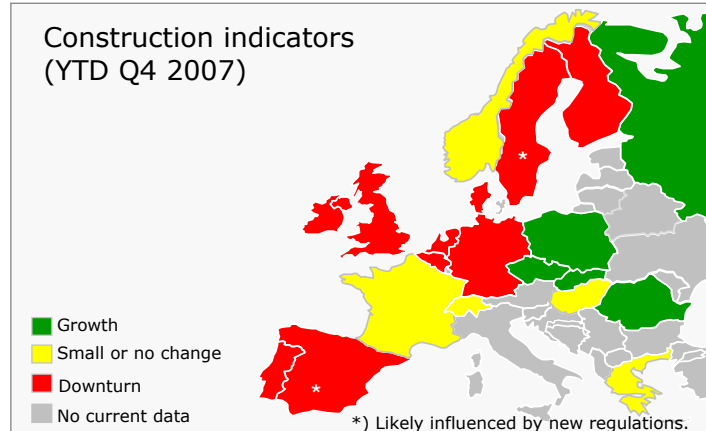 Construction indicators
(YTD Q4 2007)
*
Growth
Small or no change
Downturn
*
No current data
*) Likely influenced by new regulations.